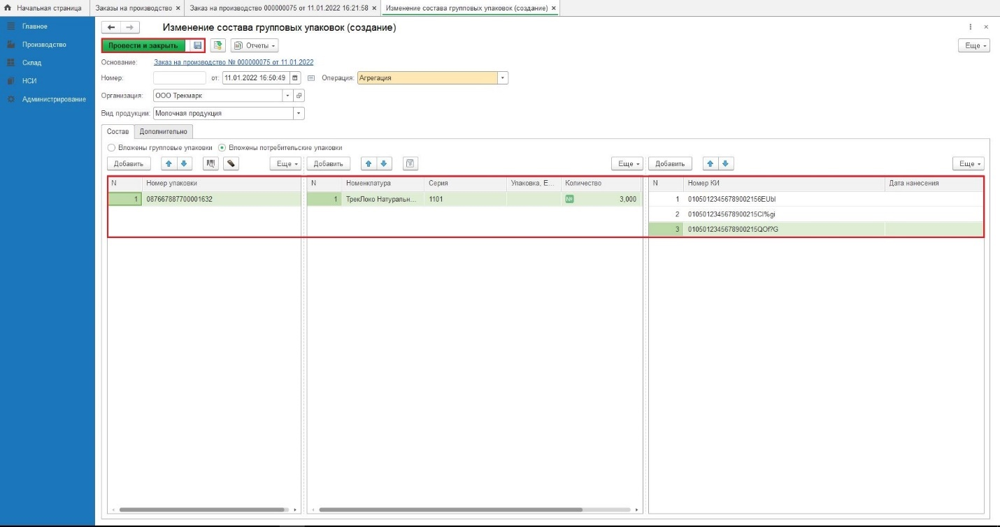 Начальная страница
Заказы на производство ×
Заказ на производство 000000075 от 11.01.2022 16:21:58 ×
Изменение состава групповых упаковок (создание) ×
Главное
Производство
Склад
НСИ
Администрирование
Изменение состава групповых упаковок (создание)
Провести и закрыть
Отчеты
Еще
Основание: Заказ на производство № 000000075 от 11.01.2022
Номер: от: 11.01.2022 16:50:49 Операция: Агрегация
Организация: ООО Трекмарк
Вид продукции: Молочная продукция
Состав Дополнительно
Вложены групповые упаковки Вложены потребительские упаковки
Добавить Еще Добавить Еще Добавить Еще
N Номер упаковки N Номенклатура Серия Упаковка, Е... Количество N Номер КИ Дата нанесения
1 087667887700001632 1 ТрекЛоко Натуральн... 1101 № 3,000 1 01050123456789002156EUbI
2 0105012345678900215CI%gi
3 0105012345678900215QOf?G